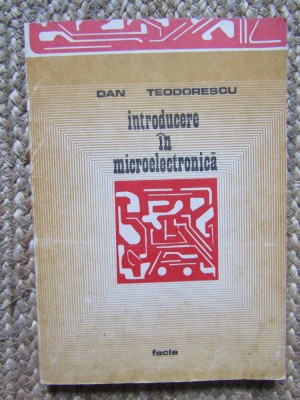 DAN TEODORESCU
introducere
în
microelectronică
facla